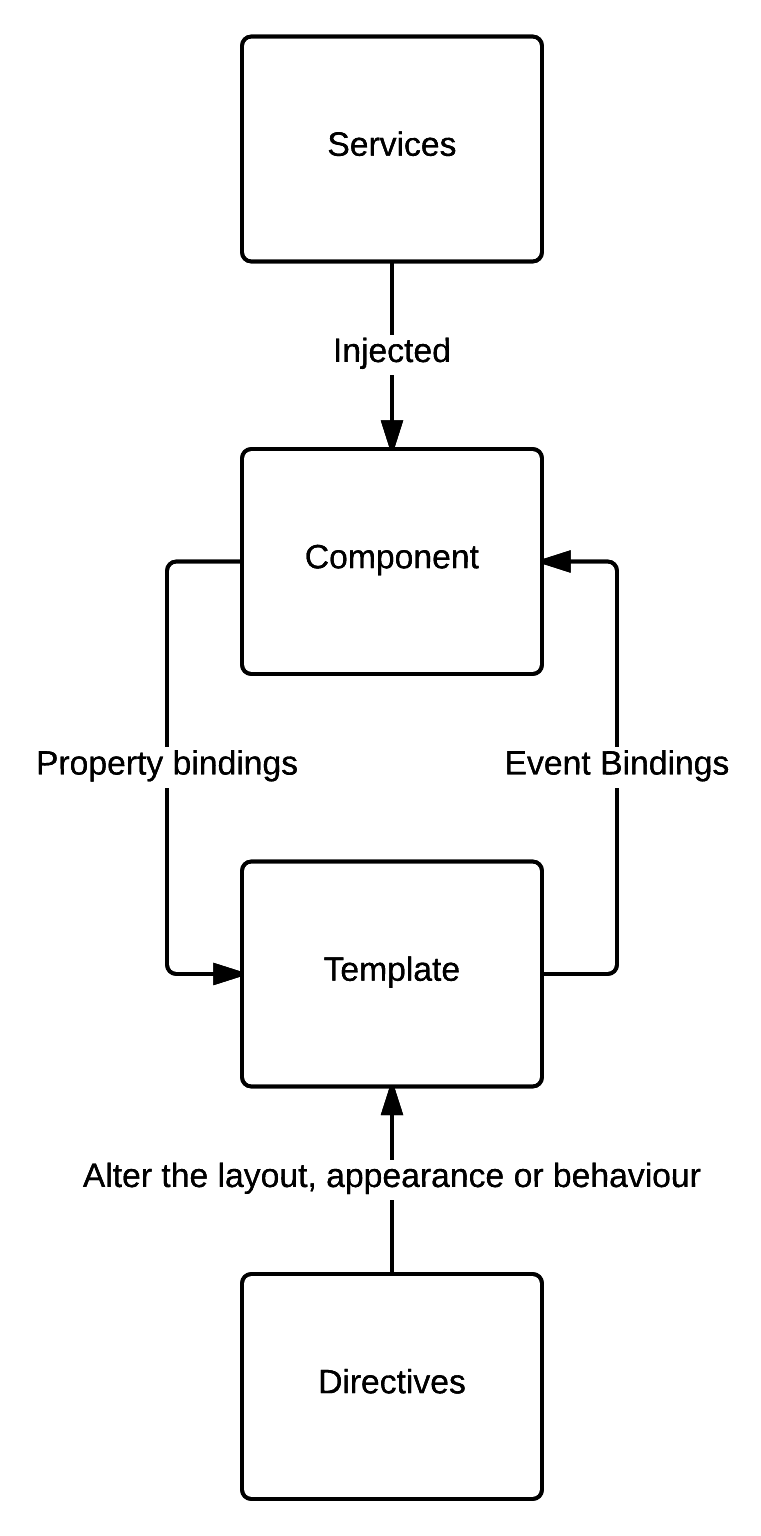 Services
Injected
Component
Property bindings
Event Bindings
Template
Alter the layout, appearance or behaviour
Directives